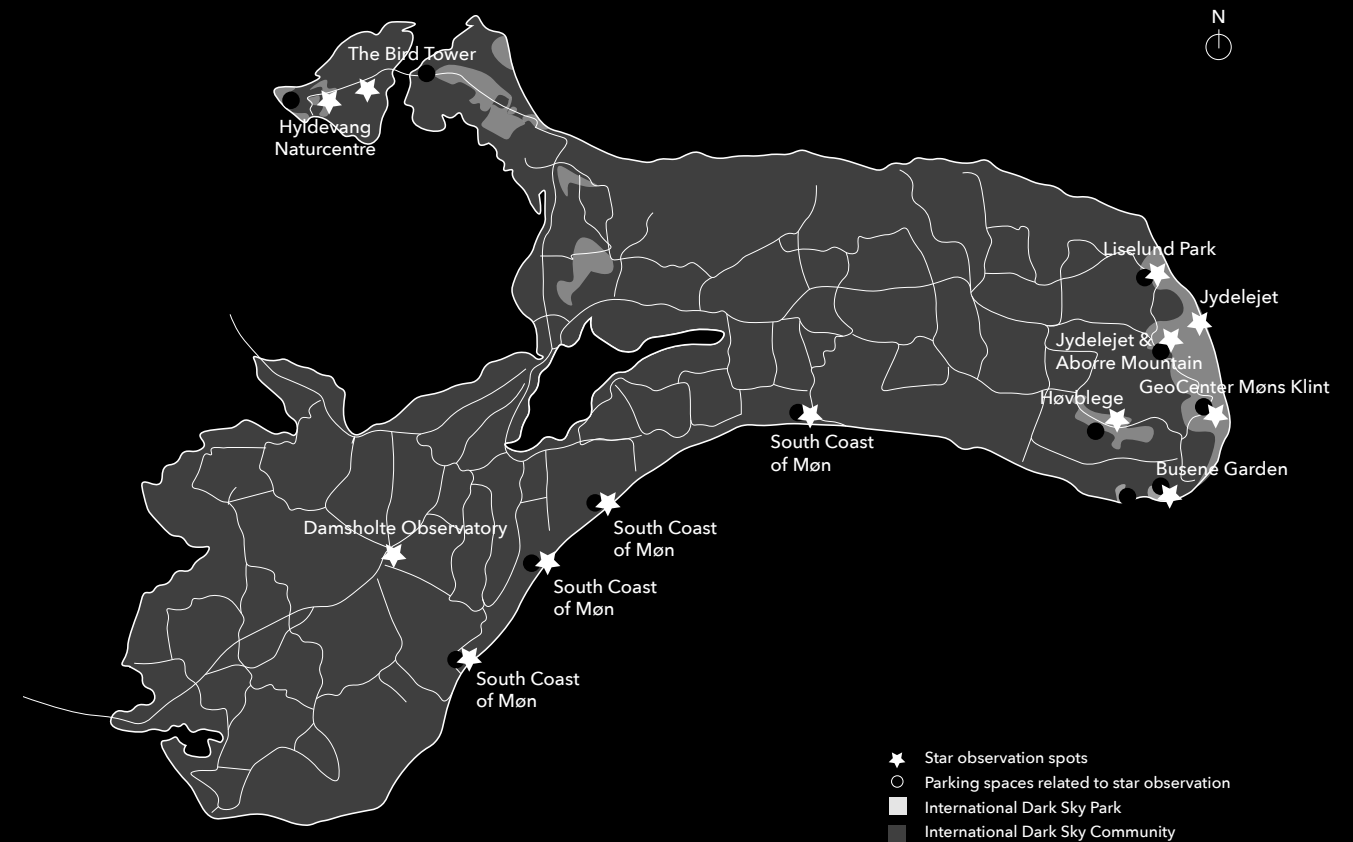 N
The Bird Tower
Hyldevang
Naturcentre
Liselund Park
Jydelejet
Jydelejet &
Aborre Mountain
GeoCenter Møns Klint
Høvblege
South Coast
of Møn
Busene Garden
Damsholte Observatory
South Coast
of Møn
South Coast
of Møn
South Coast
of Møn
Star observation spots
Parking spaces related to star observation
International Dark Sky Park
International Dark Sky Community